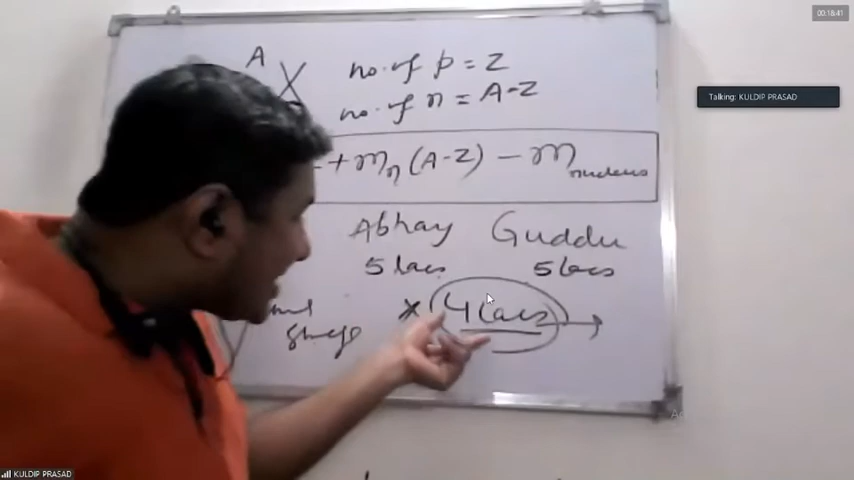 00:18:41
A
X
no. of p = Z
no. of n = A-Z
Talking: KULDIP PRASAD
+ mₙ (A-Z) - m nucleus
Abhay Guddu
5 lacs 5 lacs
x 4 lacs →
KULDIP PRASAD